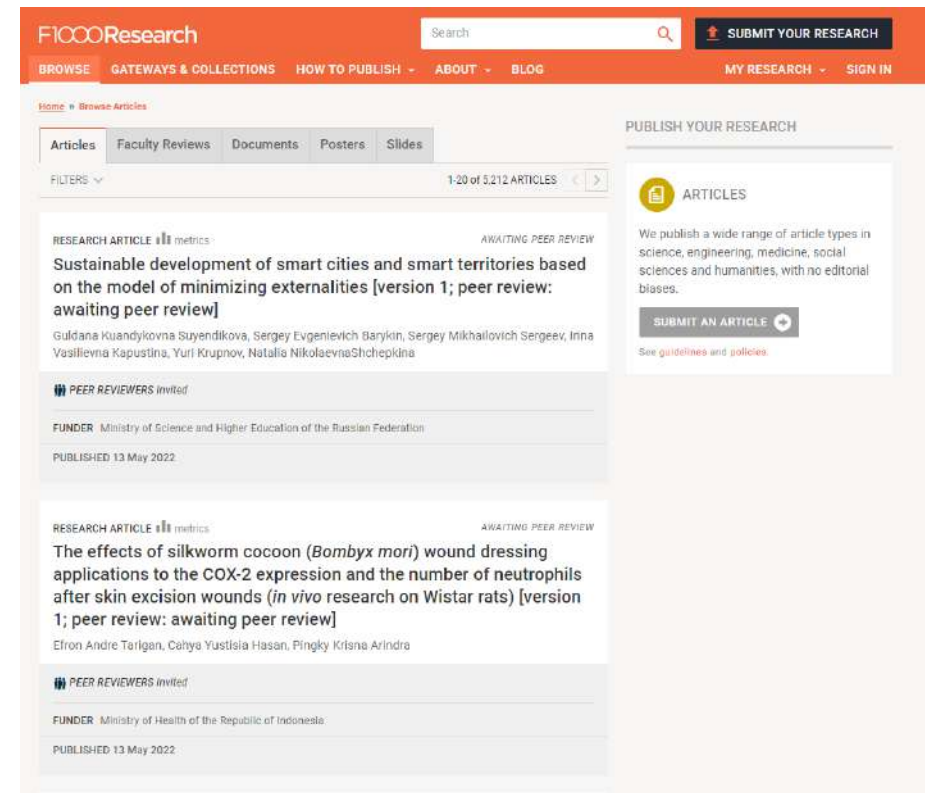 F1000Research
Search
SUBMIT YOUR RESEARCH
BROWSE GATEWAYS & COLLECTIONS HOW TO PUBLISH ABOUT BLOG MY RESEARCH SIGN IN
Home » Browse Articles
Articles Faculty Reviews Documents Posters Slides
FILTERS 1-20 of 5,212 ARTICLES
RESEARCH ARTICLE metrics AWAITING PEER REVIEW
Sustainable development of smart cities and smart territories based
on the model of minimizing externalities [version 1; peer review:
awaiting peer review]
Guldana Kuandykovna Suyendikova, Sergey Evgenievich Barykin, Sergey Mikhailovich Sergeev, Irina
Vasilievna Kapustina, Yuri Krupnov, Natalia NikolaevnaShchepkina
PEER REVIEWERS Invited
FUNDER Ministry of Science and Higher Education of the Russian Federation
PUBLISHED 13 May 2022
RESEARCH ARTICLE metrics AWAITING PEER REVIEW
The effects of silkworm cocoon (Bombyx mori) wound dressing
applications to the COX-2 expression and the number of neutrophils
after skin excision wounds (in vivo research on Wistar rats) [version
1; peer review: awaiting peer review]
Efron Andre Tarigan, Cahya Yustisia Hasan, Pingky Krisna Arindra
PEER REVIEWERS Invited
FUNDER Ministry of Health of the Republic of Indonesia
PUBLISHED 13 May 2022
PUBLISH YOUR RESEARCH
ARTICLES
We publish a wide range of article types in
science, engineering, medicine, social
sciences and humanities, with no editorial
biases.
SUBMIT AN ARTICLE
See guidelines and policies.